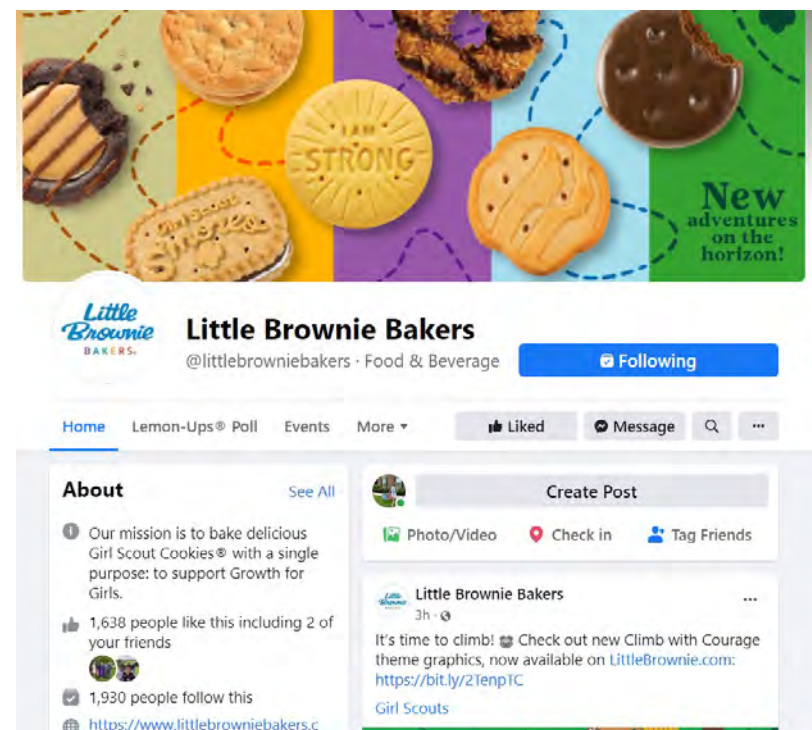 I AM
STRONG
Girl Scout
S'mores
New
adventures
on the
horizon!
Little
Brownie
BAKERS®
Little Brownie Bakers
@littlebrowniebakers · Food & Beverage
Following
Home
Lemon-Ups® Poll
Events
More
Liked
Message
...
About
See All
Our mission is to bake delicious
Girl Scout Cookies® with a single
purpose: to support Growth for
Girls.
1,638 people like this including 2 of
your friends
1,930 people follow this
https://www.littlebrowniebakers.c
Create Post
Photo/Video
Check in
Tag Friends
Little
Brownie
Little Brownie Bakers
...
3h ·
It's time to climb! Check out new Climb with Courage
theme graphics, now available on LittleBrownie.com:
https://bit.ly/2TenpTC
Girl Scouts